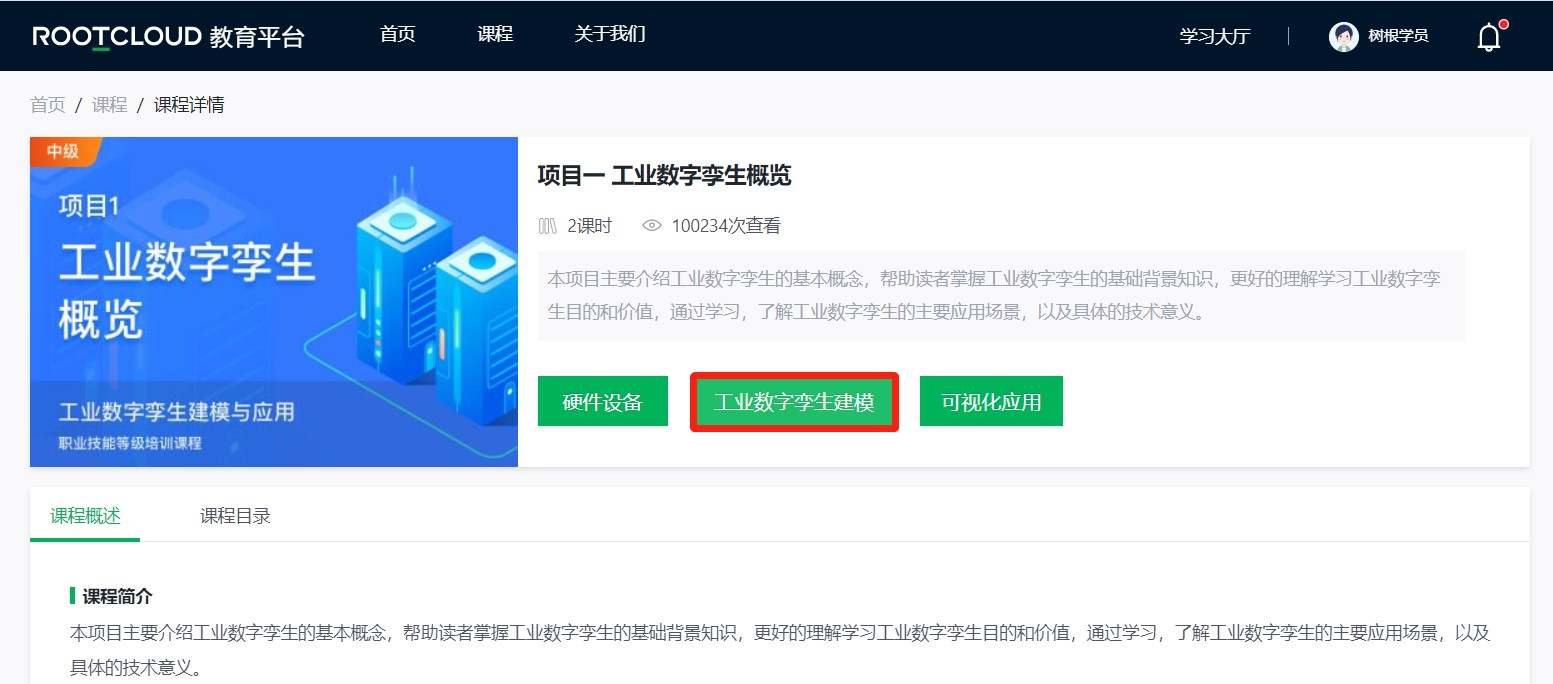 ROOTCLOUD 教育平台
首页
课程
关于我们
学习大厅
树根学员
首页 / 课程 / 课程详情
中级
项目1
工业数字孪生
概览
工业数字孪生建模与应用
职业技能等级培训课程
项目一 工业数字孪生概览
2课时
100234次查看
本项目主要介绍工业数字孪生的基本概念，帮助读者掌握工业数字孪生的基础背景知识，更好的理解学习工业数字孪
生目的和价值，通过学习，了解工业数字孪生的主要应用场景，以及具体的技术意义。
硬件设备
工业数字孪生建模
可视化应用
课程概述
课程目录
课程简介
本项目主要介绍工业数字孪生的基本概念，帮助读者掌握工业数字孪生的基础背景知识，更好的理解学习工业数字孪生目的和价值，通过学习，了解工业数字孪生的主要应用场景，以及
具体的技术意义。